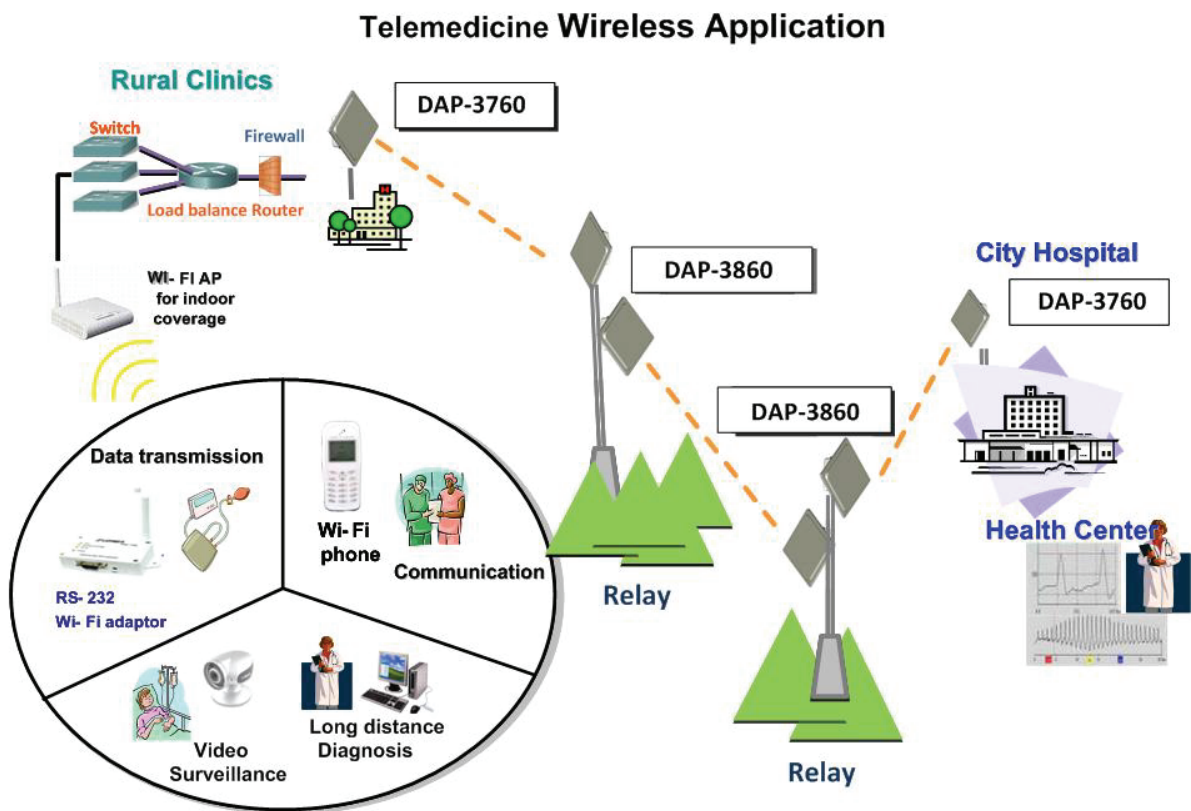 Telemedicine Wireless Application
Rural Clinics
DAP-3760
Switch
Firewall
Load balance Router
WI- FI AP
for indoor
coverage
DAP-3860
City Hospital
DAP-3760
DAP-3860
Data transmission
Wi- Fi
phone
Communication
RS- 232
Wi- Fi adaptor
Health Center
Relay
Video
Surveillance
Long distance
Diagnosis
Relay
H
H